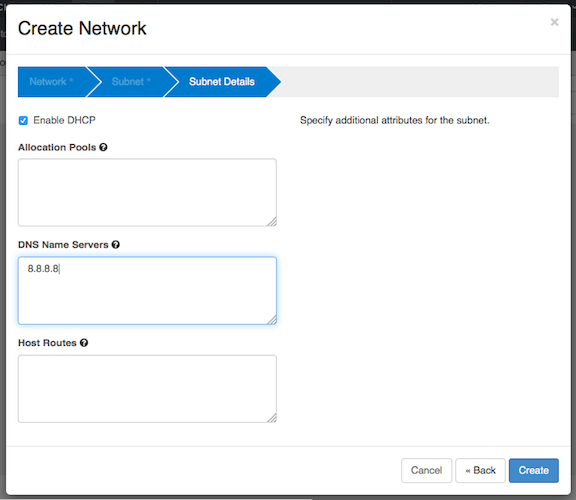 Create Network
×
Network *
Subnet *
Subnet Details
Enable DHCP
Specify additional attributes for the subnet.
Allocation Pools
DNS Name Servers
8.8.8.8
Host Routes
Cancel
« Back
Create